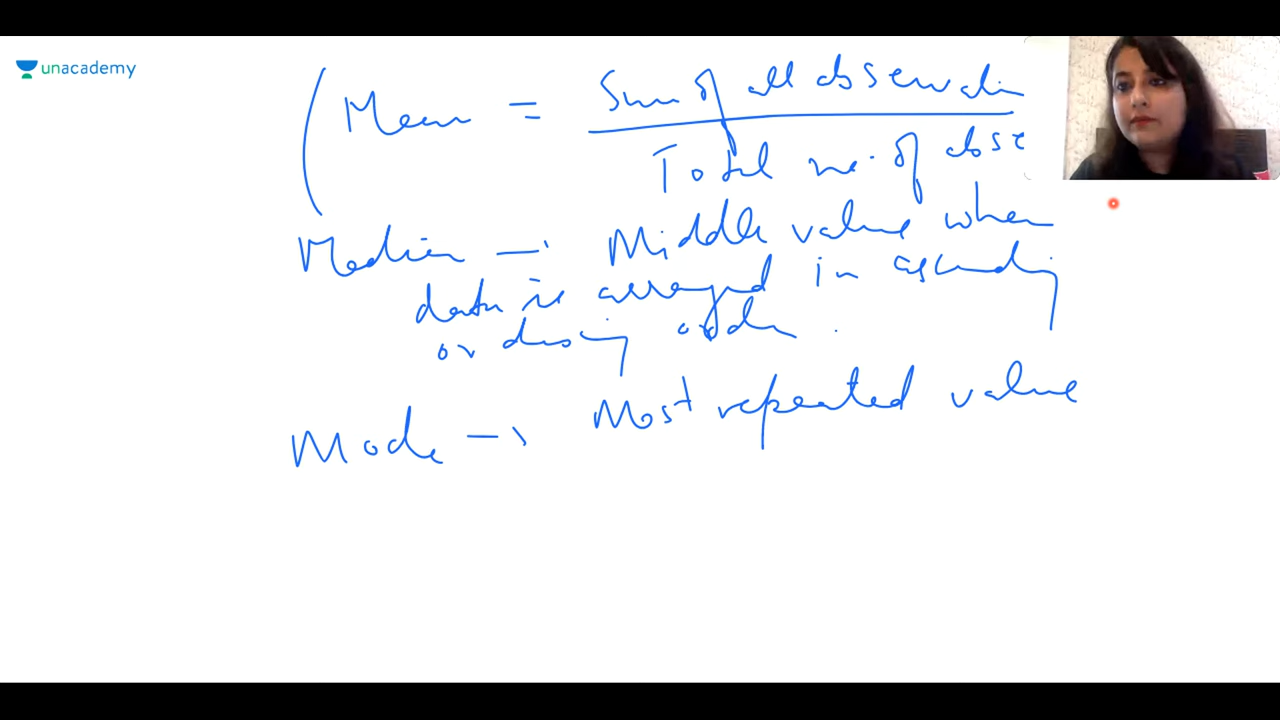 unacademy
Mean = Sum of all observation
Total no. of obse
Median → Middle value when
data is arranged in ascending
or order.
Mode → Most repeated value